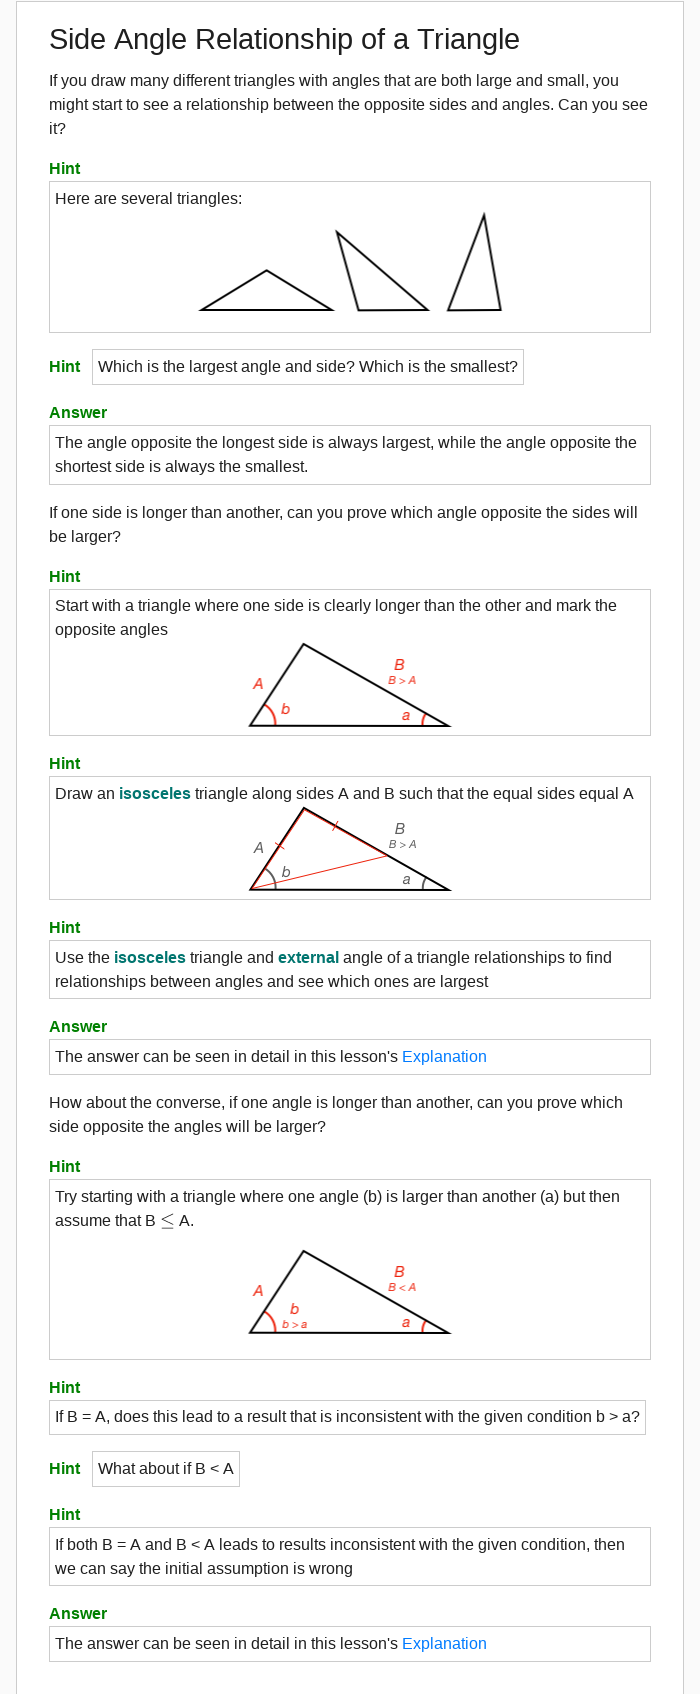 Side Angle Relationship of a Triangle
If you draw many different triangles with angles that are both large and small, you
might start to see a relationship between the opposite sides and angles. Can you see
it?
Hint
Here are several triangles:
Hint Which is the largest angle and side? Which is the smallest?
Answer
The angle opposite the longest side is always largest, while the angle opposite the
shortest side is always the smallest.
If one side is longer than another, can you prove which angle opposite the sides will
be larger?
Hint
Start with a triangle where one side is clearly longer than the other and mark the
opposite angles
A B
B > A
b a
Hint
Draw an isosceles triangle along sides A and B such that the equal sides equal A
A B
B > A
b a
Hint
Use the isosceles triangle and external angle of a triangle relationships to find
relationships between angles and see which ones are largest
Answer
The answer can be seen in detail in this lesson's Explanation
How about the converse, if one angle is longer than another, can you prove which
side opposite the angles will be larger?
Hint
Try starting with a triangle where one angle (b) is larger than another (a) but then
assume that B ≤ A.
A B
B < A
b a
b > a
Hint
If B = A, does this lead to a result that is inconsistent with the given condition b > a?
Hint What about if B < A
Hint
If both B = A and B < A leads to results inconsistent with the given condition, then
we can say the initial assumption is wrong
Answer
The answer can be seen in detail in this lesson's Explanation